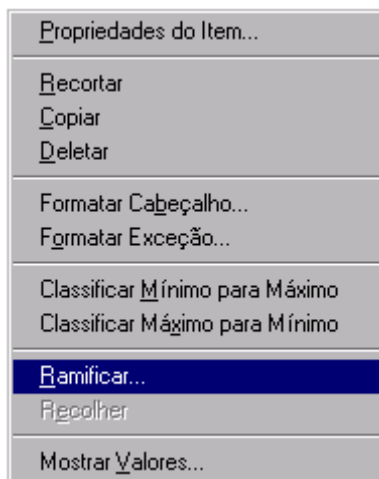 Propriedades do Item...
Recortar
Copiar
Deletar
Formatar Cabeçalho...
Formatar Exceção...
Classificar Mínimo para Máximo
Classificar Máximo para Mínimo
Ramificar...
Recolher
Mostrar Valores...